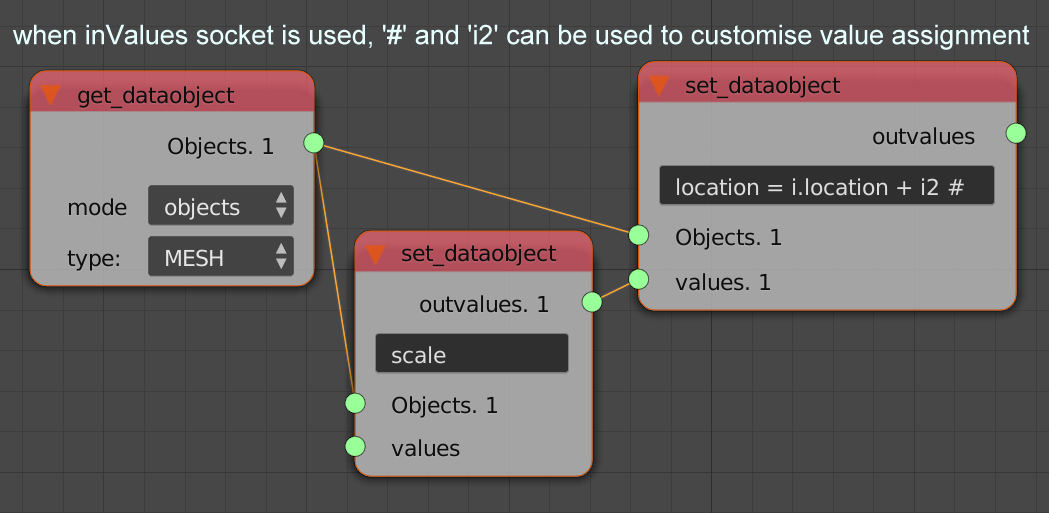 when inValues socket is used, '#' and 'i2' can be used to customise value assignment
get_dataobject
Objects. 1
mode objects
type: MESH
set_dataobject
outvalues. 1
scale
Objects. 1
values
set_dataobject
outvalues
location = i.location + i2 #
Objects. 1
values. 1